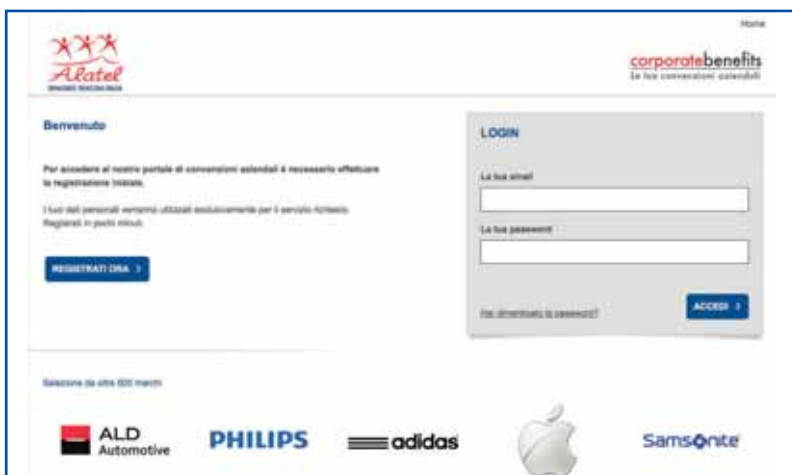 Home
Alatel
corporatebenefits
Le tue convenzioni aziendali
Benvenuto
Per accedere al nostro portale di convenzioni aziendali è necessario effettuare
la registrazione iniziale.
I tuoi dati personali verranno utilizzati esclusivamente per il servizio richiesto.
Registrati in pochi minuti.
REGISTRATI ORA >
LOGIN
La tua email
La tua password
Hai dimenticato la password?
ACCEDI >
Selezione da oltre 600 marchi
ALD
Automotive
PHILIPS
adidas
Samsonite